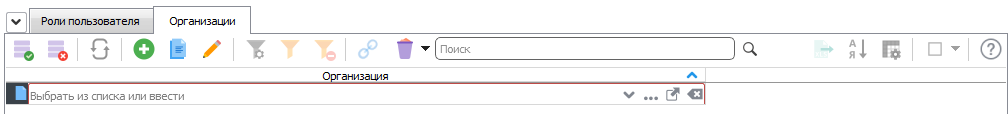 Роли пользователя Организации
Поиск А Я
Организация
Выбрать из списка или ввести